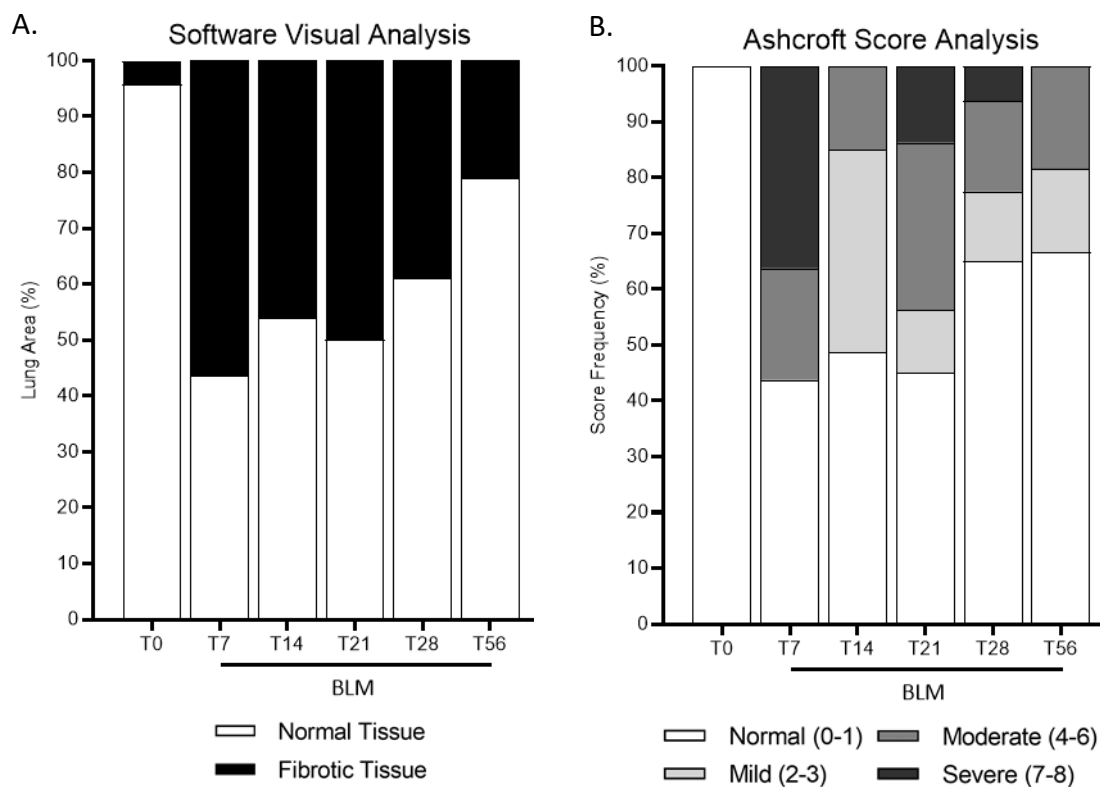 A.
Software Visual Analysis
100
90
80
70
60
50
40
30
20
10
0
Lung Area (%)
T0 T7 T14 T21 T28 T56
BLM
Normal Tissue
Fibrotic Tissue
B.
Ashcroft Score Analysis
100
90
80
70
60
50
40
30
20
10
0
Score Frequency (%)
T0 T7 T14 T21 T28 T56
BLM
Normal (0-1) Moderate (4-6)
Mild (2-3) Severe (7-8)